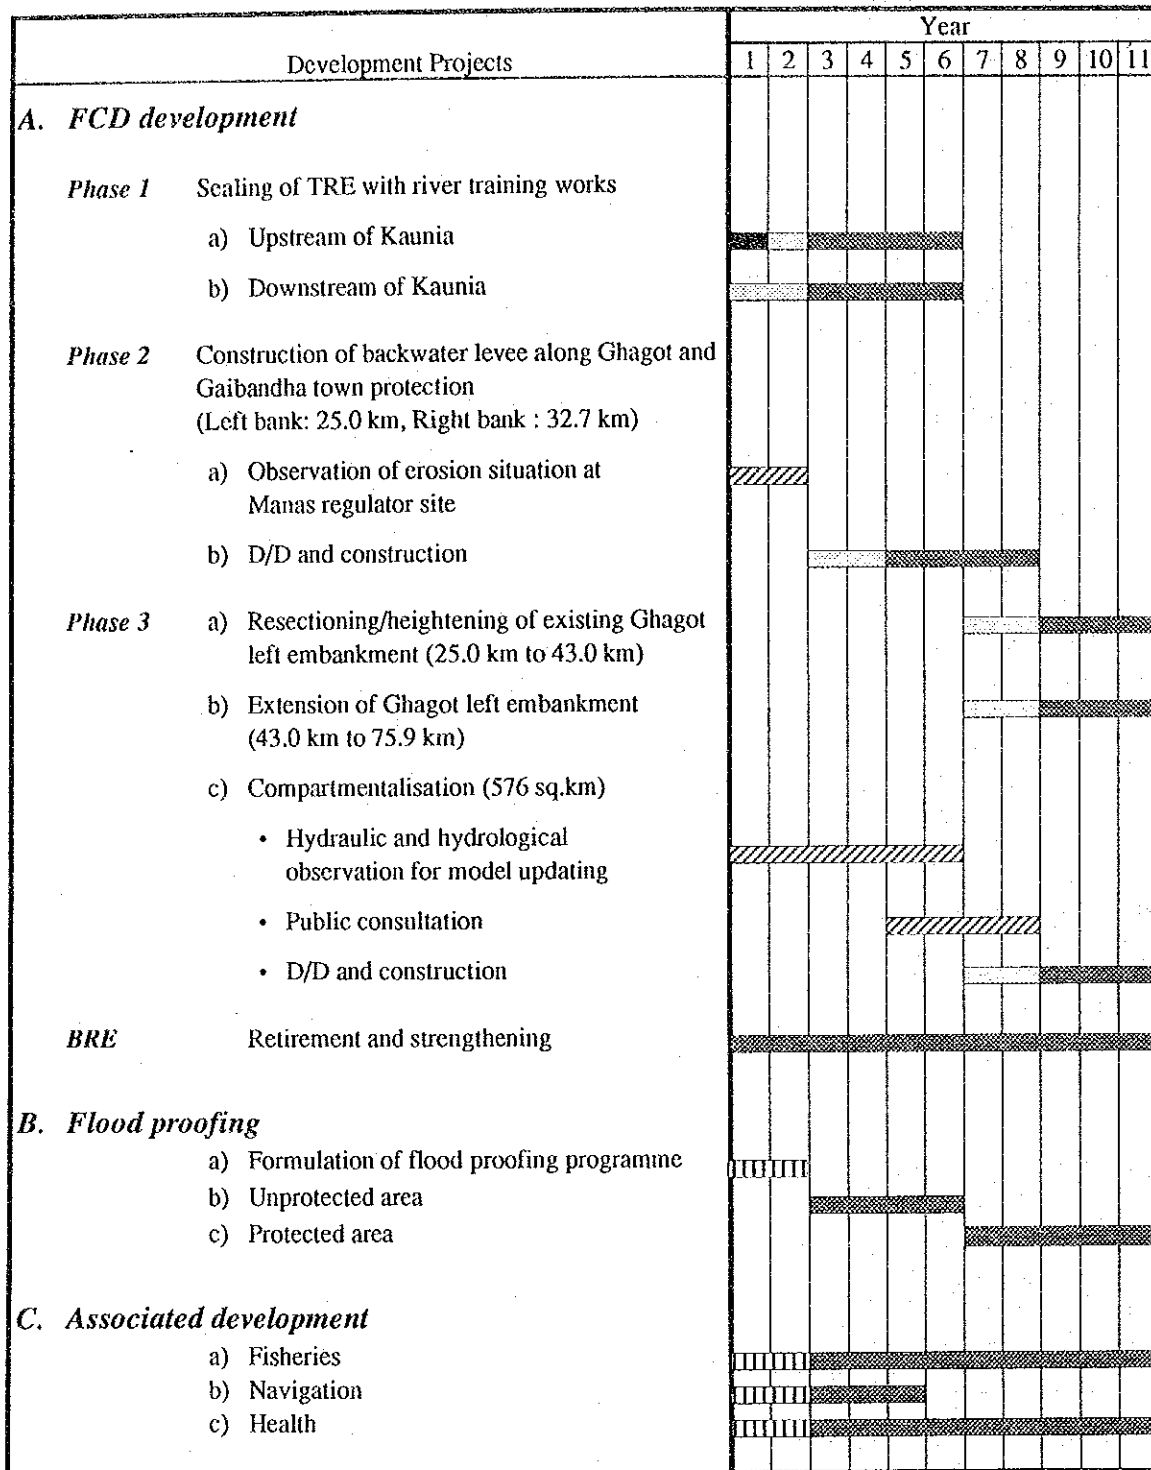 Year
Development Projects 1 2 3 4 5 6 7 8 9 10 11
A. FCD development
Phase 1 Sealing of TRE with river training works
a) Upstream of Kaunia
b) Downstream of Kaunia
Phase 2 Construction of backwater levee along Ghagot and
Gaibandha town protection
(Left bank: 25.0 km, Right bank : 32.7 km)
a) Observation of erosion situation at
Manas regulator site
b) D/D and construction
Phase 3 a) Resectioning/heightening of existing Ghagot
left embankment (25.0 km to 43.0 km)
b) Extension of Ghagot left embankment
(43.0 km to 75.9 km)
c) Compartmentalisation (576 sq.km)
• Hydraulic and hydrological
observation for model updating
• Public consultation
• D/D and construction
BRE Retirement and strengthening
B. Flood proofing
a) Formulation of flood proofing programme
b) Unprotected area
c) Protected area
C. Associated development
a) Fisheries
b) Navigation
c) Health